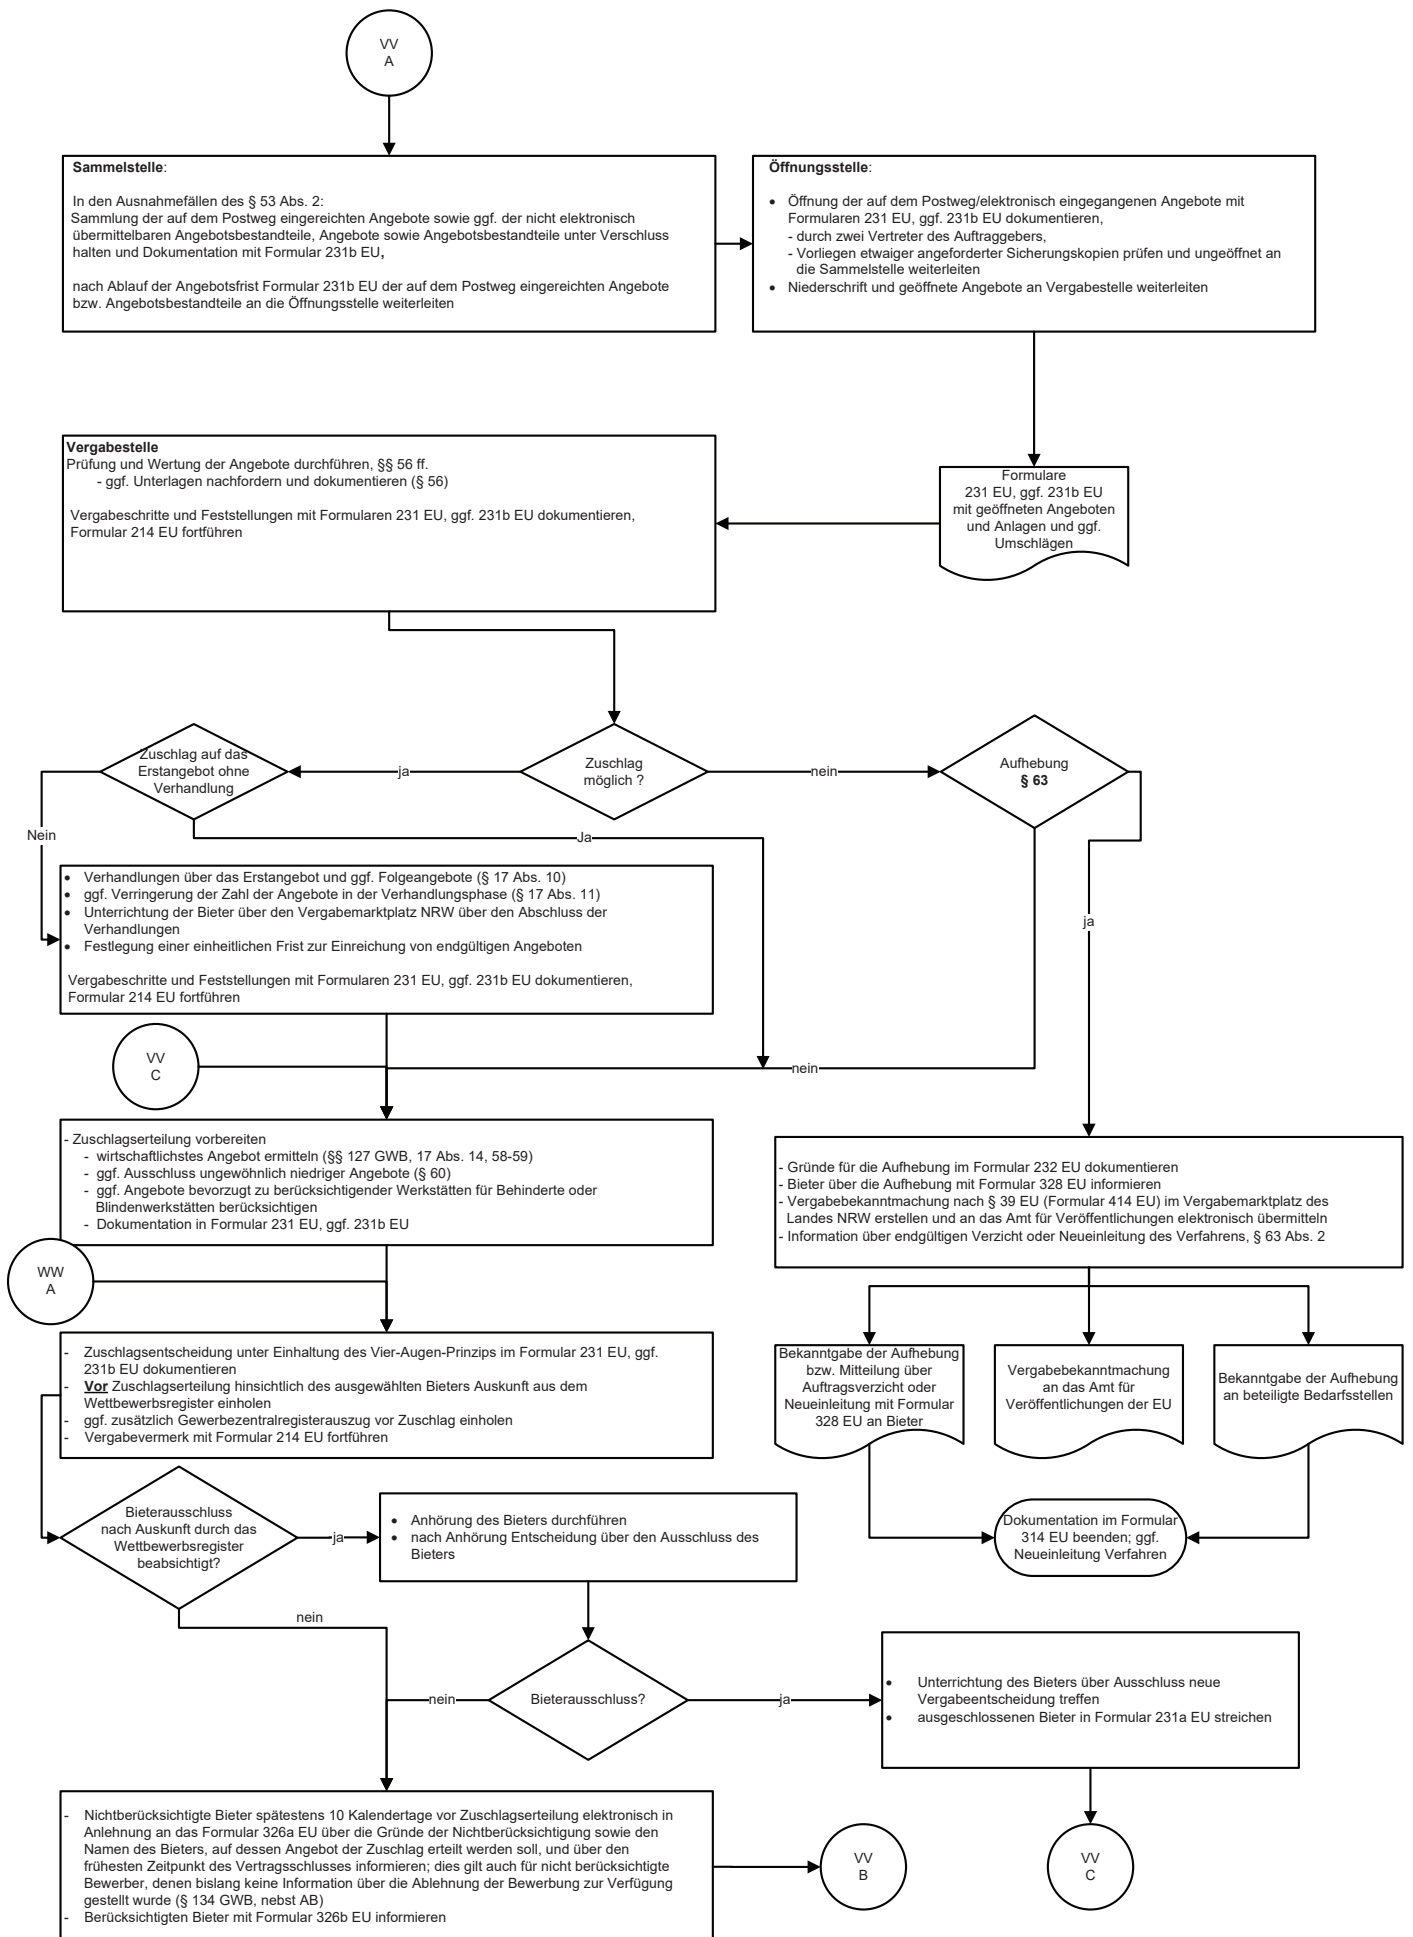 VV
A
Sammelstelle:
In den Ausnahmefällen des § 53 Abs. 2:
Sammlung der auf dem Postweg eingereichten Angebote sowie ggf. der nicht elektronisch
übermittelbaren Angebotsbestandteile, Angebote sowie Angebotsbestandteile unter Verschluss
halten und Dokumentation mit Formular 231b EU,
nach Ablauf der Angebotsfrist Formular 231b EU der auf dem Postweg eingereichten Angebote
bzw. Angebotsbestandteile an die Öffnungsstelle weiterleiten
Öffnungsstelle:
• Öffnung der auf dem Postweg/elektronisch eingegangenen Angebote mit
Formularen 231 EU, ggf. 231b EU dokumentieren,
- durch zwei Vertreter des Auftraggebers,
- Vorliegen etwaiger angeforderter Sicherungskopien prüfen und ungeöffnet an
die Sammelstelle weiterleiten
• Niederschrift und geöffnete Angebote an Vergabestelle weiterleiten
Vergabestelle
Prüfung und Wertung der Angebote durchführen, §§ 56 ff.
- ggf. Unterlagen nachfordern und dokumentieren (§ 56)
Vergabeschritte und Feststellungen mit Formularen 231 EU, ggf. 231b EU dokumentieren,
Formular 214 EU fortführen
Formulare
231 EU, ggf. 231b EU
mit geöffneten Angeboten
und Anlagen und ggf.
Umschlägen
Zuschlag auf das
Erstangebot ohne
Verhandlung
ja
Zuschlag
möglich ?
nein
Aufhebung
§ 63
Nein
Ja
ja
• Verhandlungen über das Erstangebot und ggf. Folgeangebote (§ 17 Abs. 10)
• ggf. Verringerung der Zahl der Angebote in der Verhandlungsphase (§ 17 Abs. 11)
• Unterrichtung der Bieter über den Vergabemarktplatz NRW über den Abschluss der
Verhandlungen
• Festlegung einer einheitlichen Frist zur Einreichung von endgültigen Angeboten
Vergabeschritte und Feststellungen mit Formularen 231 EU, ggf. 231b EU dokumentieren,
Formular 214 EU fortführen
VV
C
nein
- Zuschlagserteilung vorbereiten
- wirtschaftlichstes Angebot ermitteln (§§ 127 GWB, 17 Abs. 14, 58-59)
- ggf. Ausschluss ungewöhnlich niedriger Angebote (§ 60)
- ggf. Angebote bevorzugt zu berücksichtigender Werkstätten für Behinderte oder
Blindenwerkstätten berücksichtigen
- Dokumentation in Formular 231 EU, ggf. 231b EU
- Gründe für die Aufhebung im Formular 232 EU dokumentieren
- Bieter über die Aufhebung mit Formular 328 EU informieren
- Vergabebekanntmachung nach § 39 EU (Formular 414 EU) im Vergabemarktplatz des
Landes NRW erstellen und an das Amt für Veröffentlichungen elektronisch übermitteln
- Information über endgültigen Verzicht oder Neueinleitung des Verfahrens, § 63 Abs. 2
WW
A
- Zuschlagsentscheidung unter Einhaltung des Vier-Augen-Prinzips im Formular 231 EU, ggf.
231b EU dokumentieren
- Vor Zuschlagserteilung hinsichtlich des ausgewählten Bieters Auskunft aus dem
Wettbewerbsregister einholen
- ggf. zusätzlich Gewerbezentralregisterauszug vor Zuschlag einholen
- Vergabevermerk mit Formular 214 EU fortführen
Bekanntgabe der Aufhebung
bzw. Mitteilung über
Auftragsverzicht oder
Neueinleitung mit Formular
328 EU an Bieter
Vergabebekanntmachung
an das Amt für
Veröffentlichungen der EU
Bekanntgabe der Aufhebung
an beteiligte Bedarfsstellen
Bieterausschluss
nach Auskunft durch das
Wettbewerbsregister
beabsichtigt?
ja
• Anhörung des Bieters durchführen
• nach Anhörung Entscheidung über den Ausschluss des
Bieters
Dokumentation im Formular
314 EU beenden; ggf.
Neueinleitung Verfahren
nein
nein
Bieterausschluss?
ja
• Unterrichtung des Bieters über Ausschluss neue
Vergabeentscheidung treffen
• ausgeschlossenen Bieter in Formular 231a EU streichen
- Nichtberücksichtigte Bieter spätestens 10 Kalendertage vor Zuschlagserteilung elektronisch in
Anlehnung an das Formular 326a EU über die Gründe der Nichtberücksichtigung sowie den
Namen des Bieters, auf dessen Angebot der Zuschlag erteilt werden soll, und über den
frühesten Zeitpunkt des Vertragsschlusses informieren; dies gilt auch für nicht berücksichtigte
Bewerber, denen bislang keine Information über die Ablehnung der Bewerbung zur Verfügung
gestellt wurde (§ 134 GWB, nebst AB)
- Berücksichtigten Bieter mit Formular 326b EU informieren
VV
B
VV
C